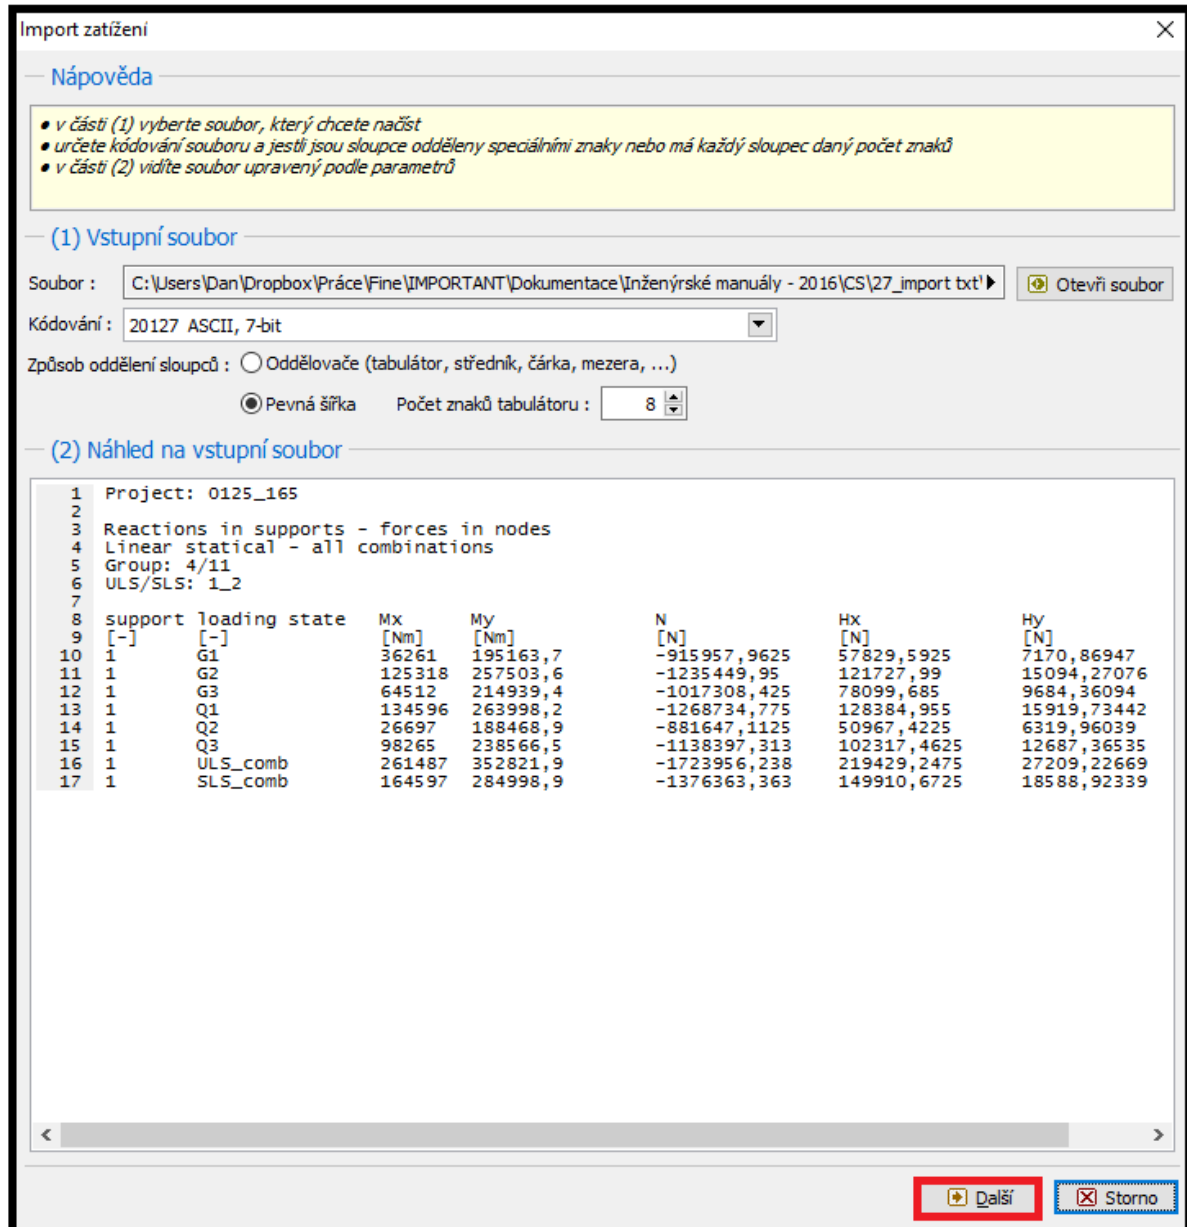 Import zatížení
Nápověda
• v části (1) vyberte soubor, který chcete načíst
• určete kódování souboru a jestli jsou sloupce odděleny speciálními znaky nebo má každý sloupec daný počet znaků
• v části (2) vidíte soubor upravený podle parametrů
(1) Vstupní soubor
Soubor : C:\Users\Dan\Dropbox\Práce\Fine\IMPORTANT\Dokumentace\Inženýrské manuály - 2016\CS\27_import txt\ Otevři soubor
Kódování : 20127 ASCII, 7-bit
Způsob oddělení sloupců : Oddělovače (tabulátor, středník, čárka, mezera, ...)
Pevná šířka Počet znaků tabulátoru : 8
(2) Náhled na vstupní soubor
1 Project: 0125_165
2
3 Reactions in supports - forces in nodes
4 Linear statical - all combinations
5 Group: 4/11
6 ULS/SLS: 1_2
7
8 support loading state Mx My N Hx Hy
9 [-] [-] [Nm] [Nm] [N] [N] [N]
10 1 G1 36261 195163,7 -915957,9625 57829,5925 7170,86947
11 1 G2 125318 257503,6 -1235449,95 121727,99 15094,27076
12 1 G3 64512 214939,4 -1017308,425 78099,685 9684,36094
13 1 Q1 134596 263998,2 -1268734,775 128384,955 15919,73442
14 1 Q2 26697 188468,9 -881647,1125 50967,4225 6319,96039
15 1 Q3 98265 238566,5 -1138397,313 102317,4625 12687,36535
16 1 ULS_comb 261487 352821,9 -1723956,238 219429,2475 27209,22669
17 1 SLS_comb 164597 284998,9 -1376363,363 149910,6725 18588,92339
Další Storno